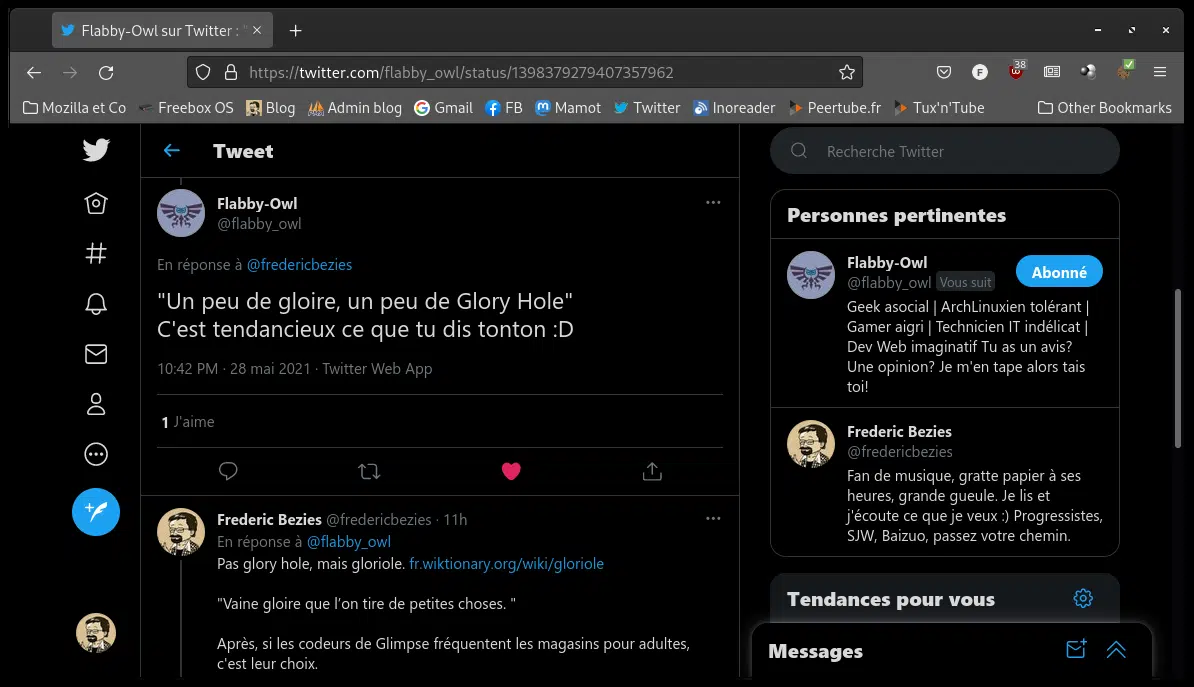 Flabby-Owl sur Twitter : "
https://twitter.com/flabby_owl/status/1398379279407357962
F
38
Mozilla et Co
Freebox OS
Blog
Admin blog
Gmail
FB
Mamot
Twitter
Inoreader
Peertube.fr
Tux'n'Tube
Other Bookmarks
Tweet
Flabby-Owl
@flabby_owl
En réponse à @fredericbezies
"Un peu de gloire, un peu de Glory Hole"
C'est tendancieux ce que tu dis tonton :D
10:42 PM · 28 mai 2021 · Twitter Web App
1 J'aime
Frederic Bezies @fredericbezies · 11h
En réponse à @flabby_owl
Pas glory hole, mais gloriole. fr.wiktionary.org/wiki/gloriole
"Vaine gloire que l’on tire de petites choses. "
Après, si les codeurs de Glimpse fréquentent les magasins pour adultes,
c'est leur choix.
Recherche Twitter
Personnes pertinentes
Flabby-Owl
@flabby_owl Vous suit
Abonné
Geek asocial | ArchLinuxien tolérant |
Gamer aigri | Technicien IT indélicat |
Dev Web imaginatif Tu as un avis?
Une opinion? Je m'en tape alors tais
toi!
Frederic Bezies
@fredericbezies
Fan de musique, gratte papier à ses
heures, grande gueule. Je lis et
j'écoute ce que je veux :) Progressistes,
SJW, Baizuo, passez votre chemin.
Tendances pour vous
Messages